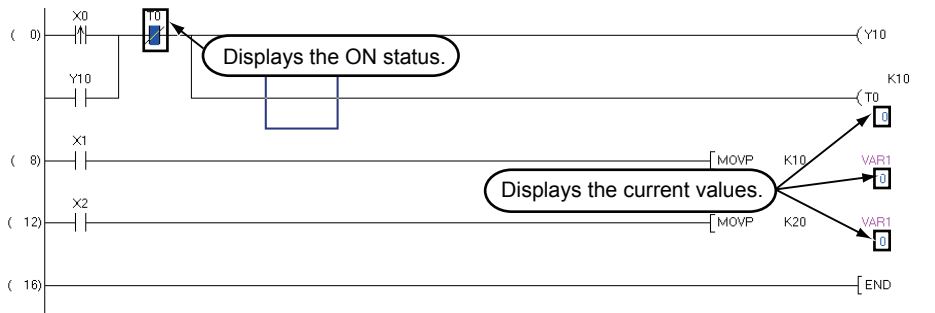 X0 T0
( 0) Y10
Displays the ON status.
Y10 K10
T0
0
X1
( 8) MOVP K10 VAR1
0
Displays the current values.
X2
( 12) MOVP K20 VAR1
0
( 16) END